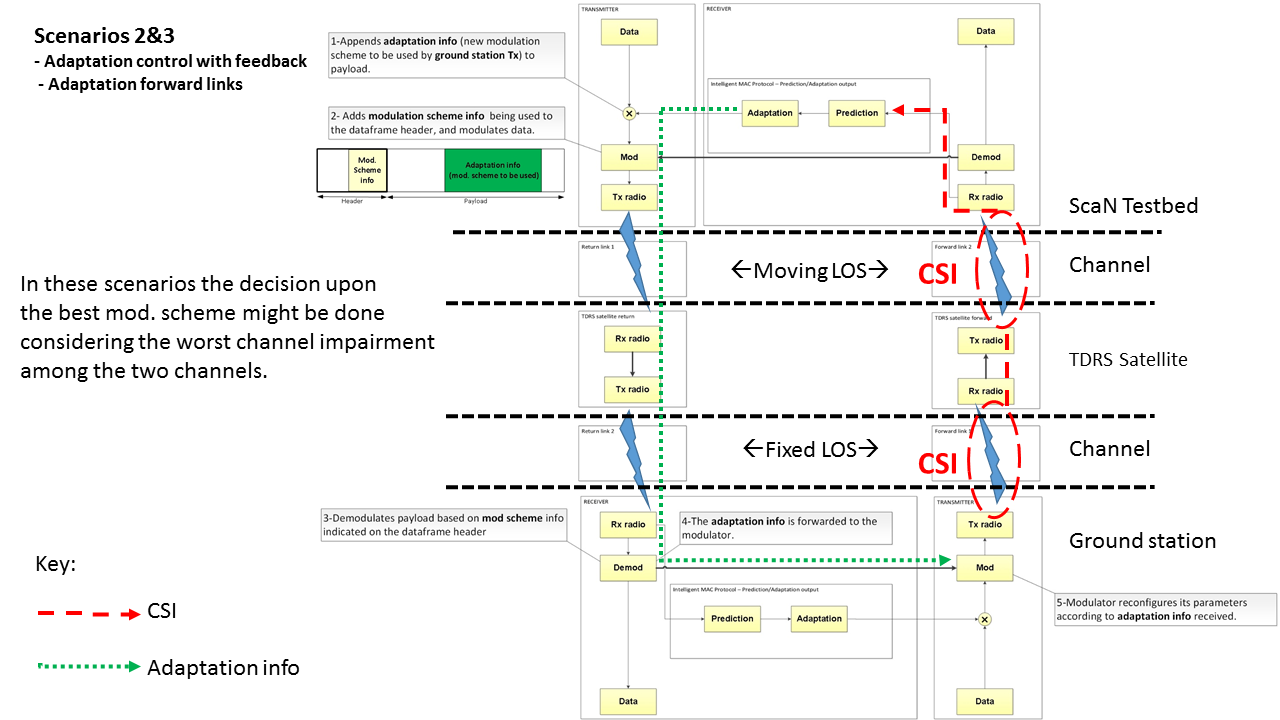 Scenarios 2&3
- Adaptation control with feedback
- Adaptation forward links
TRANSMITTER
RECEIVER
Data
Data
1-Appends adaptation info (new modulation
scheme to be used by ground station Tx) to
payload.
Intelligent MAC Protocol – Prediction/Adaptation output
Adaptation
Prediction
2- Adds modulation scheme info being used to
the dataframe header, and modulates data.
Mod
Demod
Mod.
Scheme
info
Adaptation info
(mod. scheme to be used)
Header
Payload
Tx radio
Rx radio
ScaN Testbed
Return link 1
Forward link 2
←Moving LOS→
CSI
Channel
In these scenarios the decision upon
the best mod. scheme might be done
considering the worst channel impairment
among the two channels.
TDRS satellite return
TDRS satellite forward
Rx radio
Tx radio
TDRS Satellite
Tx radio
Rx radio
Return link 2
Forward link
←Fixed LOS→
CSI
Channel
RECEIVER
TRANSMITTER
3-Demodulates payload based on mod scheme info
indicated on the dataframe header
Rx radio
4-The adaptation info is forwarded to the
modulator.
Tx radio
Ground station
Demod
Mod
Key:
Intelligent MAC Protocol – Prediction/Adaptation output
Prediction
Adaptation
5-Modulator reconfigures its parameters
according to adaptation info received.
CSI
Adaptation info
Data
Data